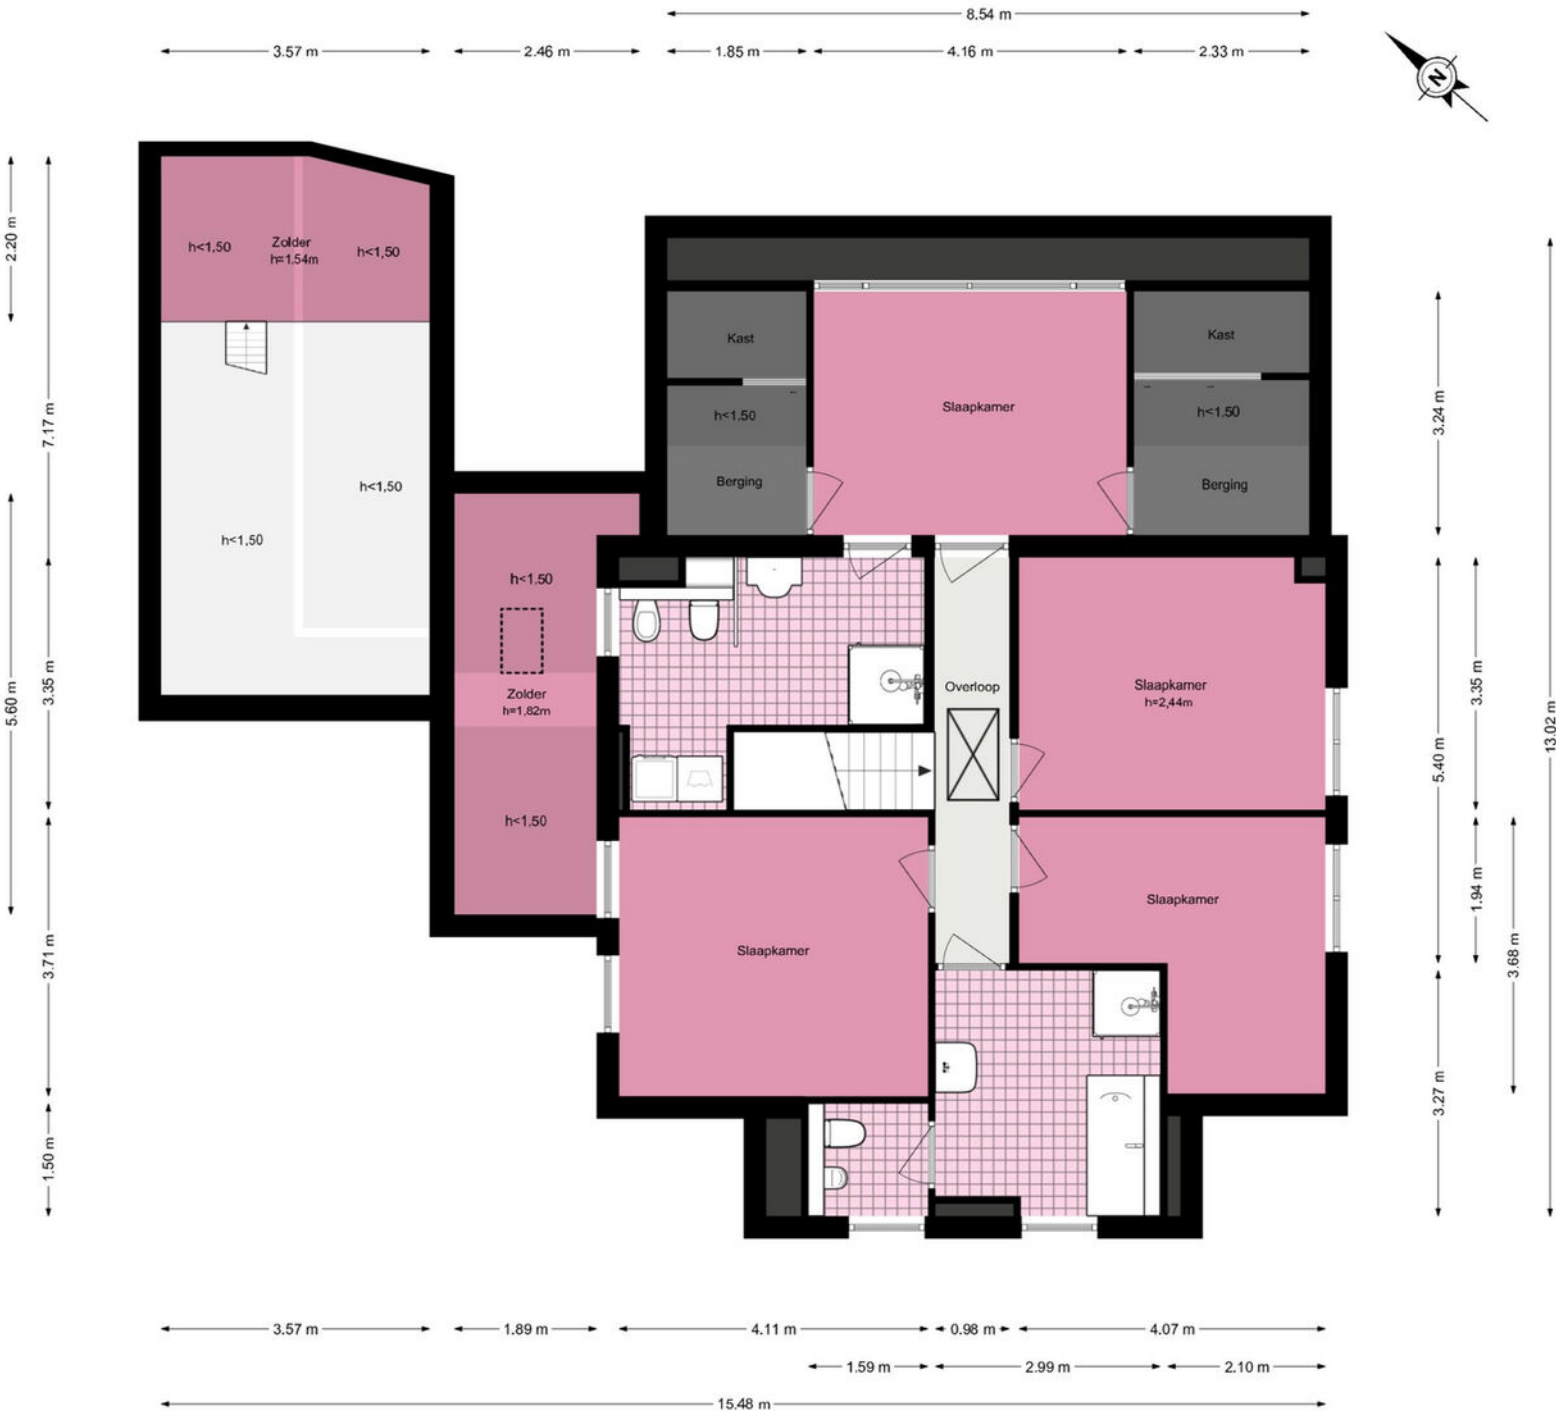 8.54 m
3.57 m
2.46 m
1.85 m
4.16 m
2.33 m
N
2.20 m
7.17 m
5.60 m
3.35 m
3.71 m
1.50 m
h<1,50
Zolder
h=1.54m
h<1,50
h<1,50
h<1,50
Kast
h<1.50
Berging
Slaapkamer
Kast
h<1.50
Berging
h<1.50
Zolder
h=1,82m
h<1.50
Overloop
Slaapkamer
h=2,44m
Slaapkamer
Slaapkamer
3.24 m
3.35 m
5.40 m
13.02 m
1.94 m
3.68 m
3.27 m
3.57 m
1.89 m
4.11 m
0.98 m
4.07 m
1.59 m
2.99 m
2.10 m
15.48 m